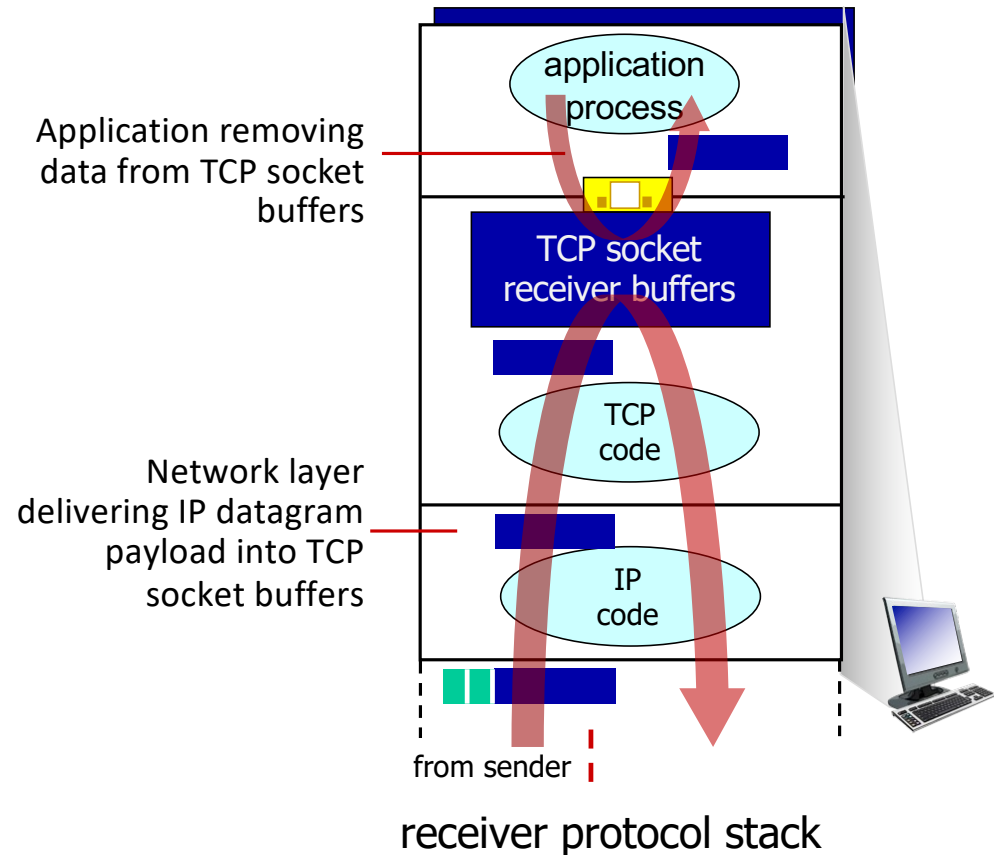 application
process
Application removing
data from TCP socket
buffers
TCP socket
receiver buffers
TCP
code
Network layer
delivering IP datagram
payload into TCP
socket buffers
IP
code
from sender
receiver protocol stack